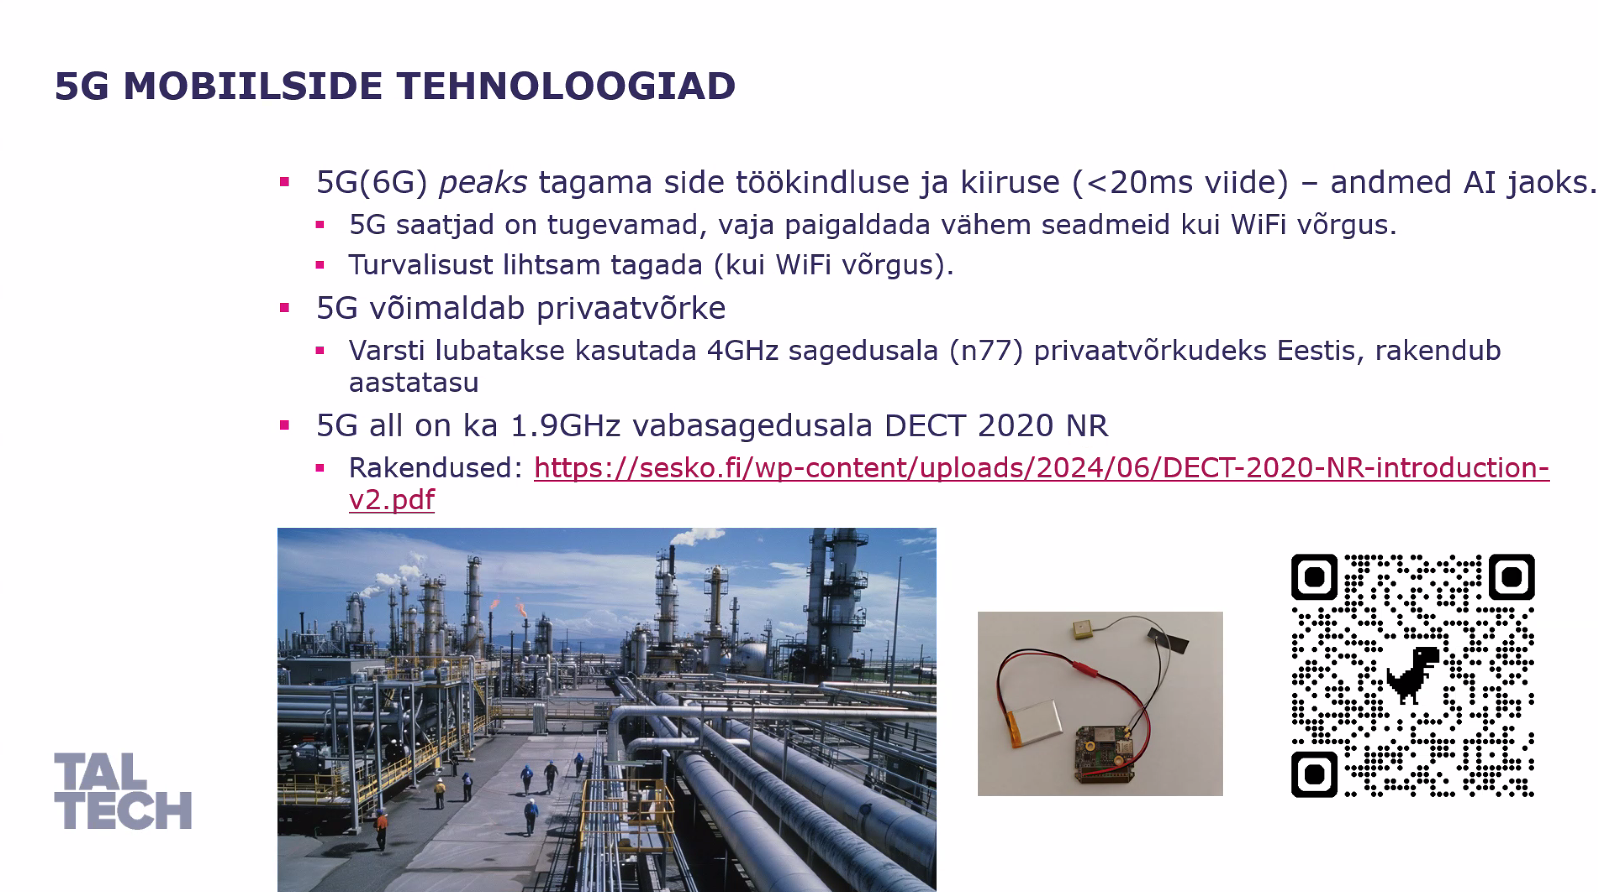 5G MOBIILSIDE TEHNOLOOGIAD
5G(6G) peaks tagama side töökindluse ja kiiruse (<20ms viide) – andmed AI jaoks.
5G saatjad on tugevamad, vaja paigaldada vähem seadmeid kui WiFi võrgus.
Turvalisust lihtsam tagada (kui WiFi võrgus).
5G võimaldab privaatvõrke
Varsti lubatakse kasutada 4GHz sagedusala (n77) privaatvõrkudeks Eestis, rakendub
aastatasu
5G all on ka 1.9GHz vabasagedusala DECT 2020 NR
Rakendused: https://sesko.fi/wp-content/uploads/2024/06/DECT-2020-NR-introduction-
v2.pdf
TAL
TECH